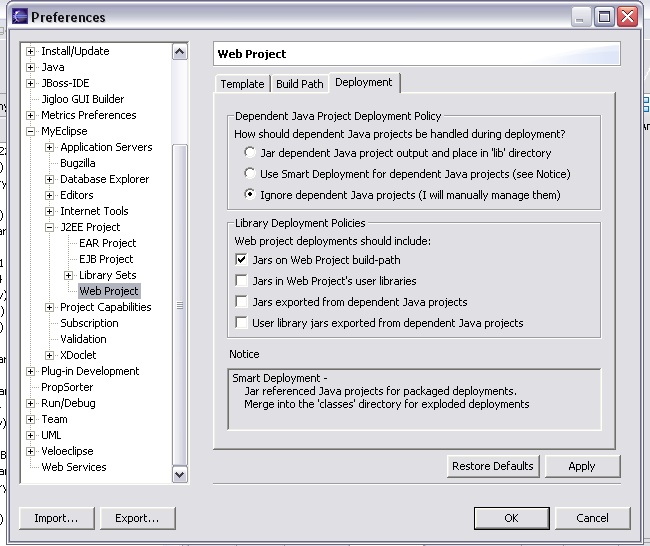 Preferences
Install/Update
Java
JBoss-IDE
Jigloo GUI Builder
Metrics Preferences
MyEclipse
Application Servers
Bugzilla
Database Explorer
Editors
Internet Tools
J2EE Project
EAR Project
EJB Project
Library Sets
Web Project
Project Capabilities
Subscription
Validation
XDoclet
Plug-in Development
PropSorter
Run/Debug
Team
UML
Veloeclipse
Web Services
Web Project
Template
Build Path
Deployment
Dependent Java Project Deployment Policy
How should dependent Java projects be handled during deployment?
Jar dependent Java project output and place in 'lib' directory
Use Smart Deployment for dependent Java projects (see Notice)
Ignore dependent Java projects (I will manually manage them)
Library Deployment Policies
Web project deployments should include:
Jars on Web Project build-path
Jars in Web Project's user libraries
Jars exported from dependent Java projects
User library jars exported from dependent Java projects
Notice
Smart Deployment -
Jar referenced Java projects for packaged deployments.
Merge into the 'classes' directory for exploded deployments
Restore Defaults
Apply
Import...
Export...
OK
Cancel